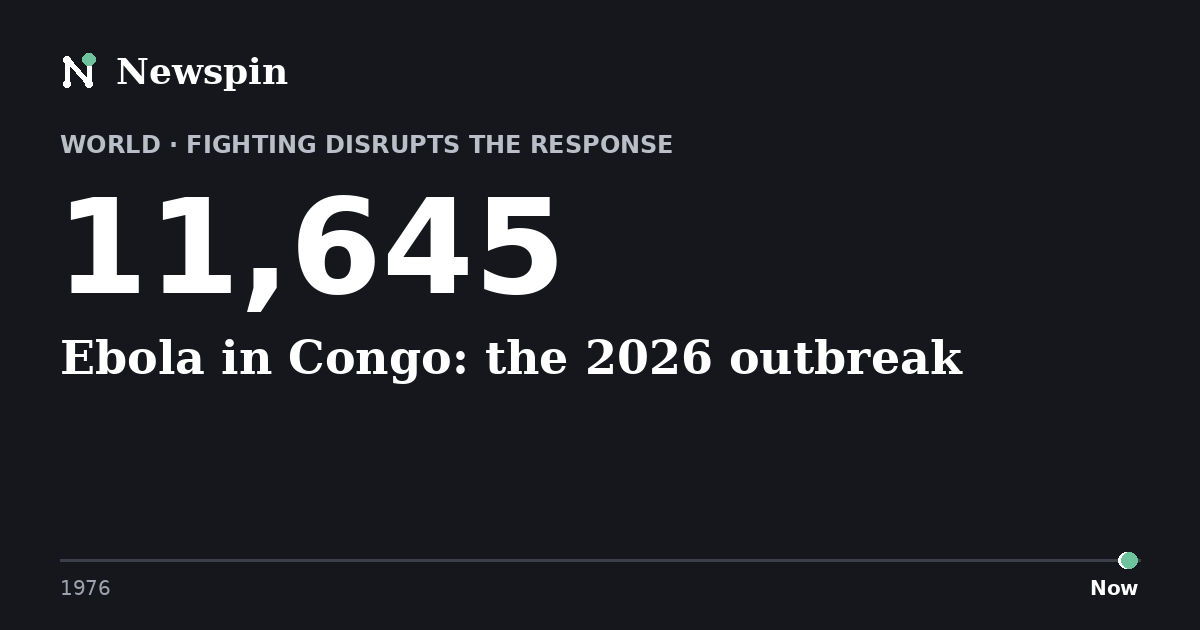 Newspin
WORLD · FIGHTING DISRUPTS THE RESPONSE
11,645
Ebola in Congo: the 2026 outbreak
1976
Now